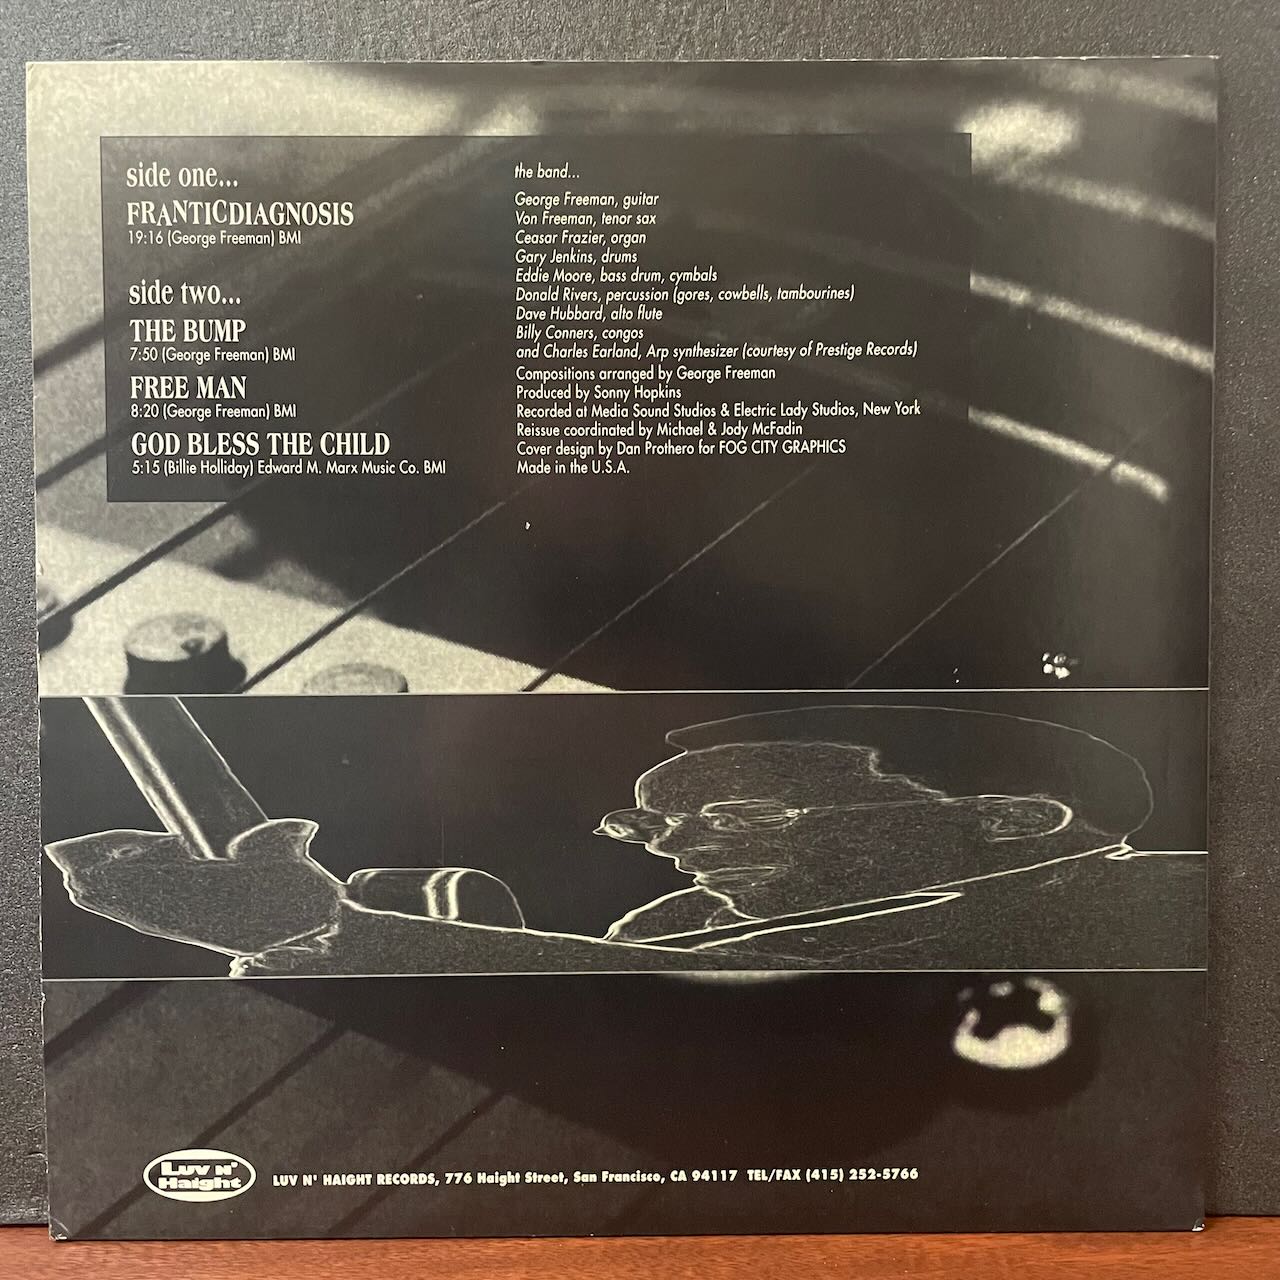 side one...
FRANTIC DIAGNOSIS
19:16 (George Freeman) BMI
side two...
THE BUMP
7:50 (George Freeman) BMI
FREE MAN
8:20 (George Freeman) BMI
GOD BLESS THE CHILD
5:15 (Billie Holliday) Edward M. Marx Music Co. BMI
the band...
George Freeman, guitar
Von Freeman, tenor sax
Ceasar Frazier, organ
Gary Jenkins, drums
Eddie Moore, bass drum, cymbals
Donald Rivers, percussion (gores, cowbells, tambourines)
Dave Hubbard, alto flute
Billy Conners, congos
and Charles Earland, Arp synthesizer (courtesy of Prestige Records)
Compositions arranged by George Freeman
Produced by Sonny Hopkins
Recorded at Media Sound Studios & Electric Lady Studios, New York
Reissue coordinated by Michael & Jody McFadin
Cover design by Dan Prothero for FOG CITY GRAPHICS
Made in the U.S.A.
LUV N'
Haight
LUV N' HAIGHT RECORDS, 776 Haight Street, San Francisco, CA 94117 TEL/FAX (415) 252-5766